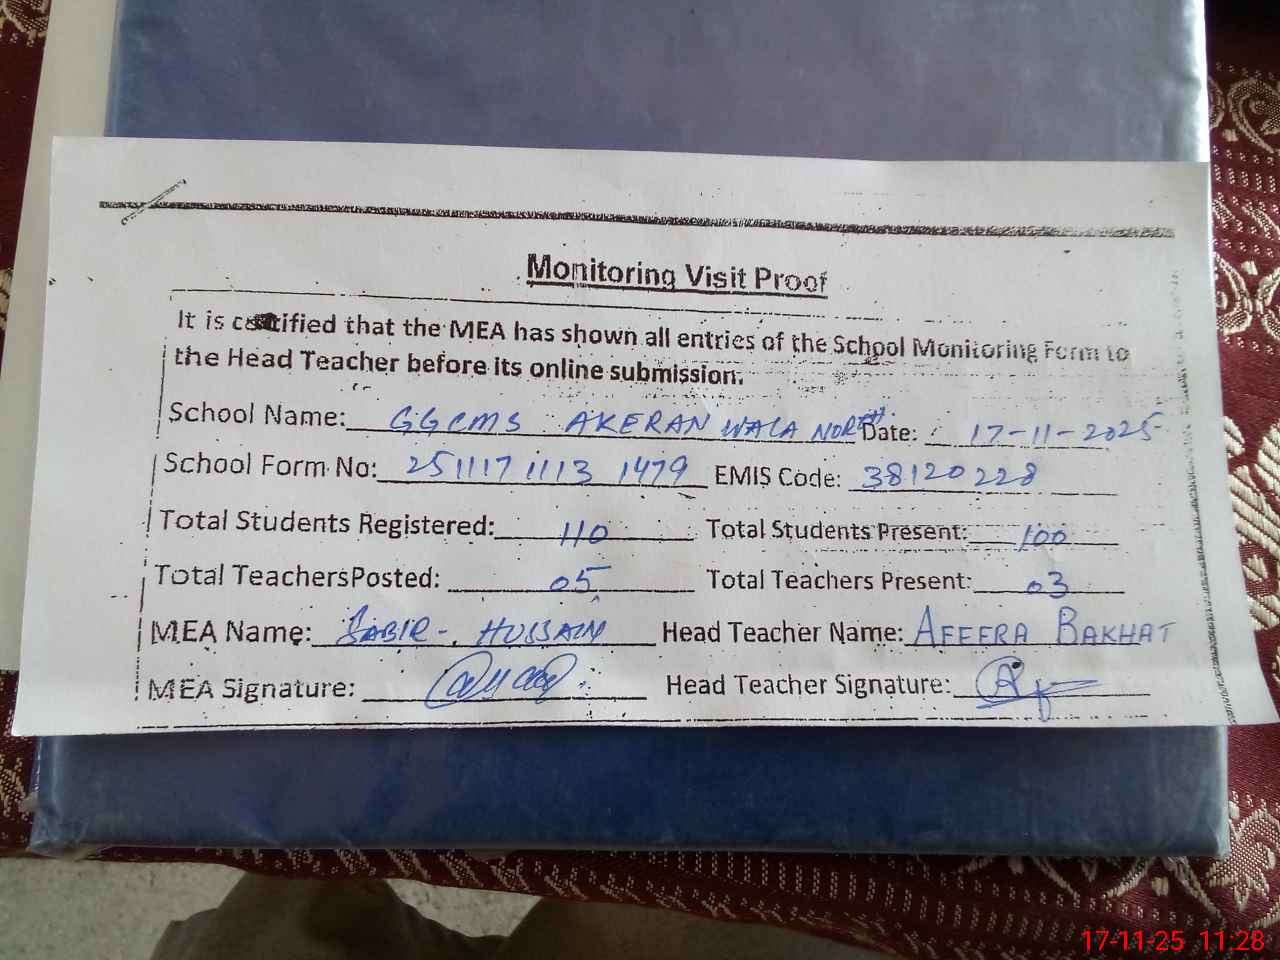 Monitoring Visit Proof
It is certified that the MEA has shown all entries of the School Monitoring Form to
the Head Teacher before its online submission.
School Name: GGCMS AKERAN WALA NORTH Date: 17-11-2025
School Form No: 251117 1113 1479 EMIS Code: 38120228
Total Students Registered: 110 Total Students Present: 100
Total Teachers Posted: 05 Total Teachers Present: 03
MEA Name: SABIR - HUSSAIN Head Teacher Name: AFEERA BAKHAT
MEA Signature: Head Teacher Signature:
17-11-25 11:28